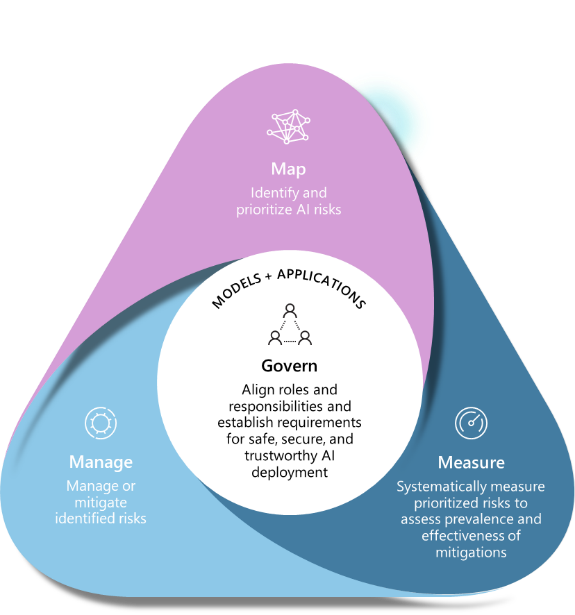 Map
Identify and
prioritize AI risks
MODELS + APPLICATIONS
Govern
Align roles and
responsibilities and
establish requirements
for safe, secure, and
trustworthy AI
deployment
Manage
Manage or
mitigate
identified risks
Measure
Systematically measure
prioritized risks to
assess prevalence and
effectiveness of
mitigations